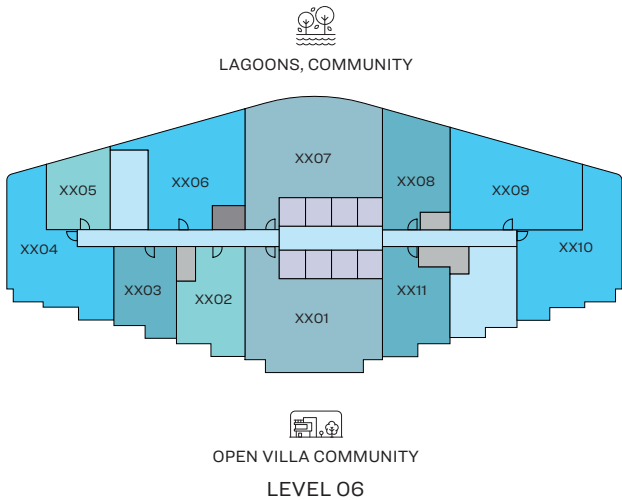 LAGOONS, COMMUNITY
XX07
XX08
XX06
XX05
XX09
XX04
XX10
XX03
XX02
XX11
XX01
OPEN VILLA COMMUNITY
LEVEL 06